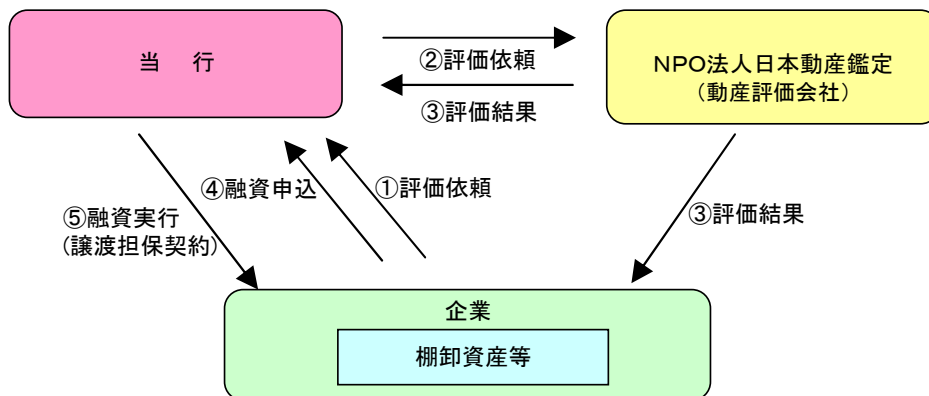 当　行
②評価依頼
③評価結果
NPO法人日本動産鑑定
（動産評価会社）
④融資申込
①評価依頼
⑤融資実行
（譲渡担保契約）
③評価結果
企業
棚卸資産等